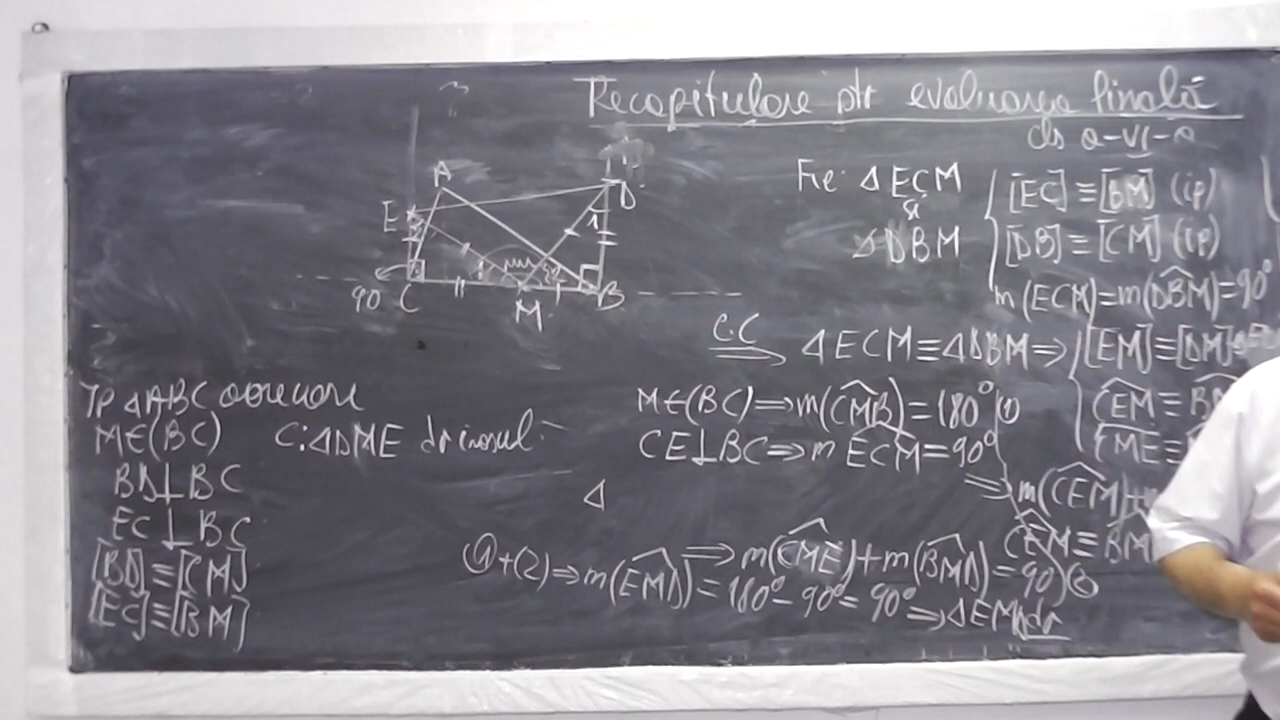 Recapitulare ptr evaluarea finală
cls a-VI-a
A
E
D
1
90 C
M
B
Fie ΔECM
și
ΔDBM
[EC]≡[BM] (ip)
[DB]≡[CM] (ip)
m(ECM)=m(DBM)=90°
C.C
⟹ ΔECM≡ΔDBM⇒
[EM]≡[DM]
CEM≡
CME≡
Ip ΔABC oarecare
M∈(BC)
C: ΔDME dr isoscel
BD⊥BC
EC⊥BC
[BD]≡[CM]
[EC]≡[BM]
M∈(BC)⇒m(CMB)=180° (1)
CE⊥BC⇒m ECM=90°
⇒m(CEM)+
CEM≡BM
Δ
⇒m(CME)+m(BMD)=90°(2)
(1)+(2)⇒m(EMD)=180°-90°=90°⇒ΔEMD dr